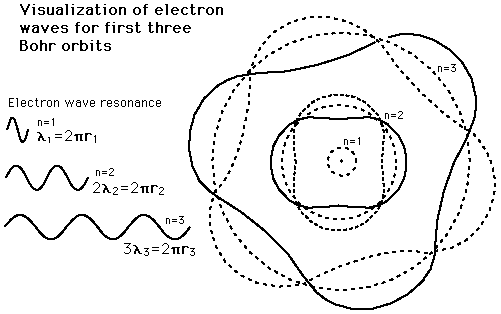 Visualization of electron
waves for first three
Bohr orbits
Electron wave resonance
n=1
λ₁=2πr₁
n=2
2λ₂=2πr₂
n=3
3λ₃=2πr₃
n=3
n=2
n=1